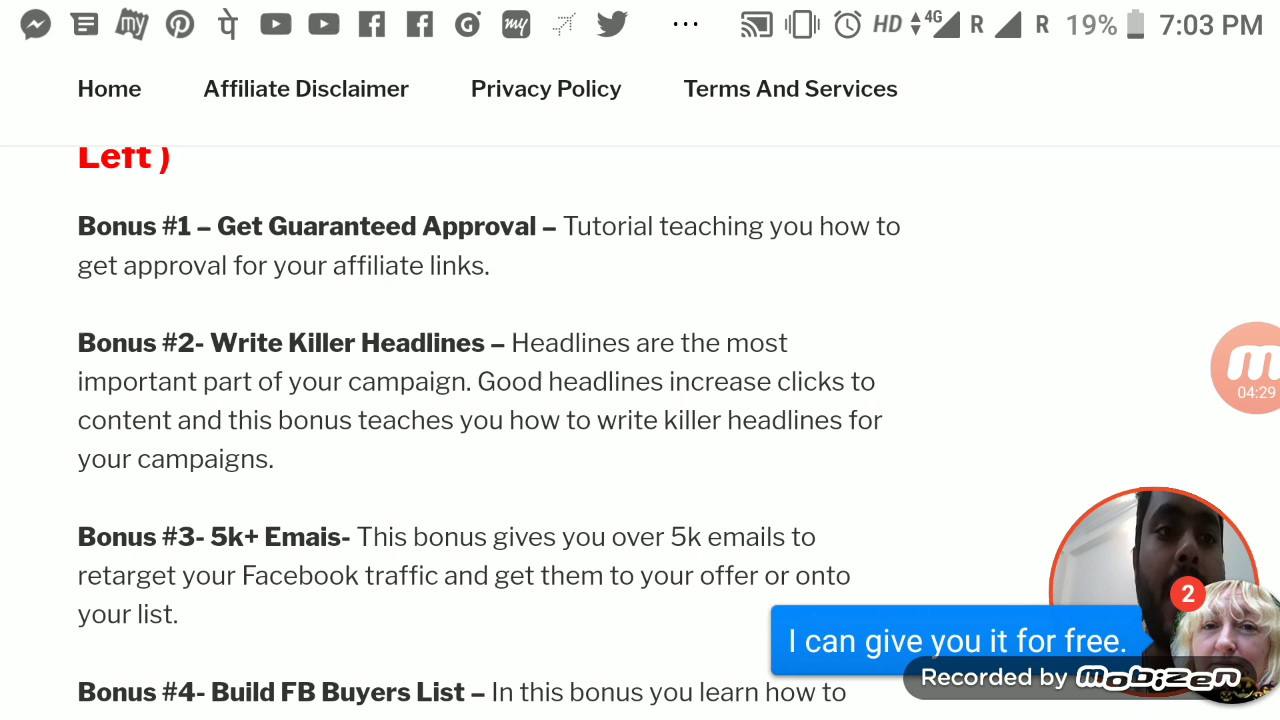 HD 4G R R 19% 7:03 PM
Home Affiliate Disclaimer Privacy Policy Terms And Services
Left )
Bonus #1 – Get Guaranteed Approval – Tutorial teaching you how to
get approval for your affiliate links.
Bonus #2- Write Killer Headlines – Headlines are the most
important part of your campaign. Good headlines increase clicks to
content and this bonus teaches you how to write killer headlines for
your campaigns.
04:29
Bonus #3- 5k+ Emais- This bonus gives you over 5k emails to
retarget your Facebook traffic and get them to your offer or onto
your list.
2
I can give you it for free.
Recorded by mobizen
Bonus #4- Build FB Buyers List – In this bonus you learn how to